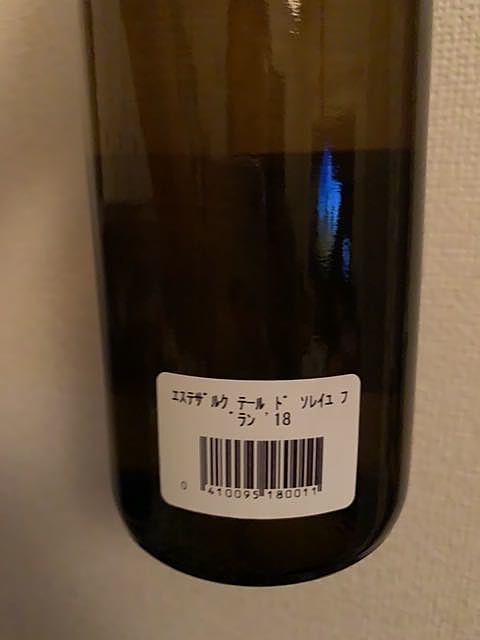 ｴｽﾃｻﾞﾙｸ ﾃｰﾙ ﾄﾞ ｿﾚｲﾕ ﾌ
ﾞﾗﾝ '18
0 410095 180011